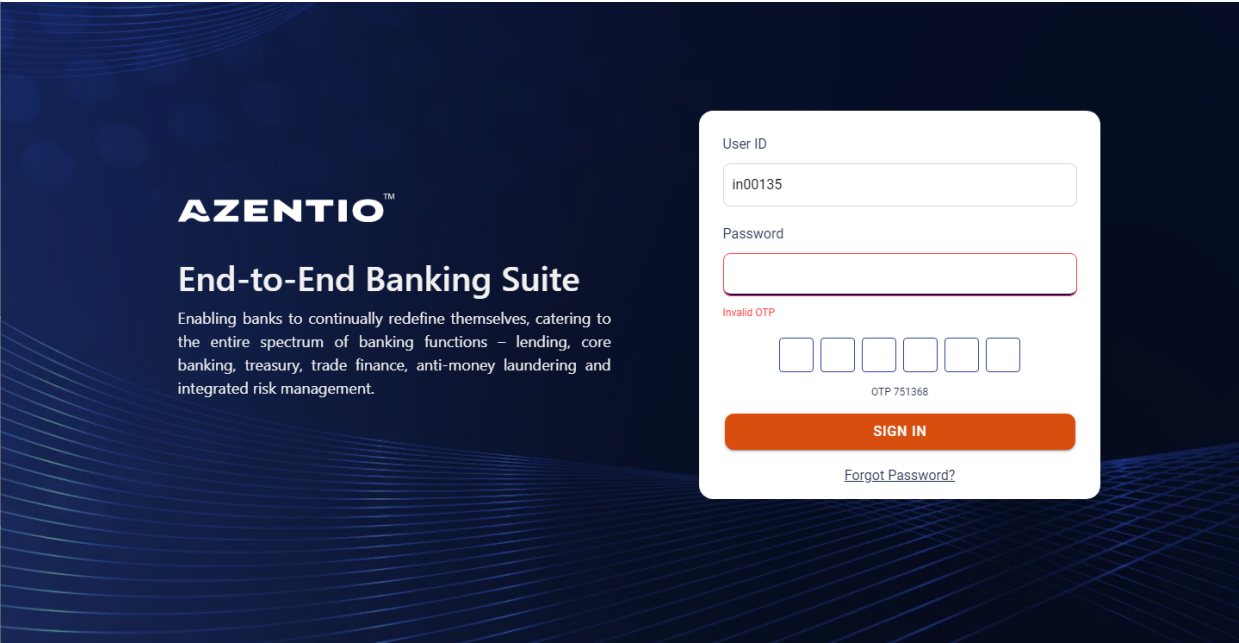 AZENTIO™
End-to-End Banking Suite
Enabling banks to continually redefine themselves, catering to
the entire spectrum of banking functions – lending, core
banking, treasury, trade finance, anti-money laundering and
integrated risk management.
User ID
in00135
Password
Invalid OTP
OTP 751368
SIGN IN
Forgot Password?